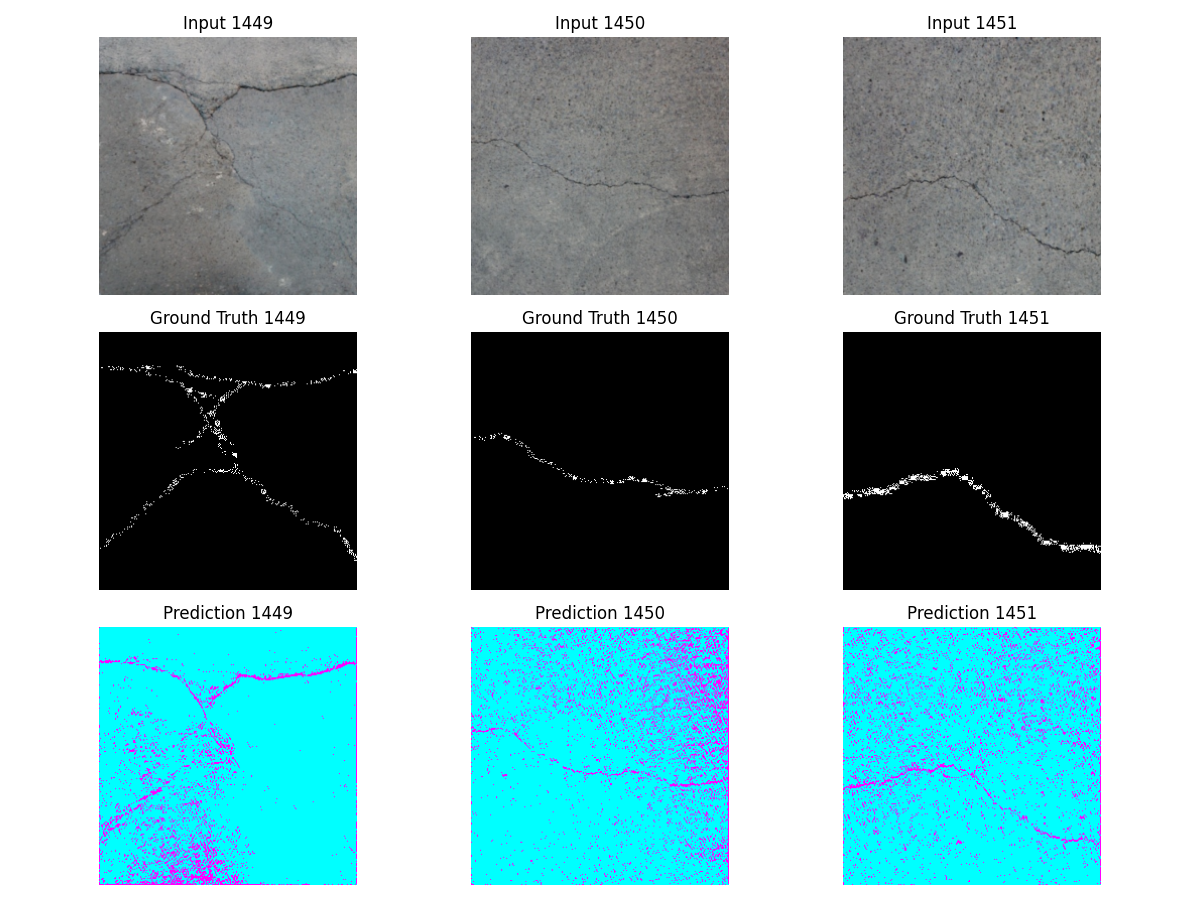 Input 1449
Input 1450
Input 1451
Ground Truth 1449
Ground Truth 1450
Ground Truth 1451
Prediction 1449
Prediction 1450
Prediction 1451